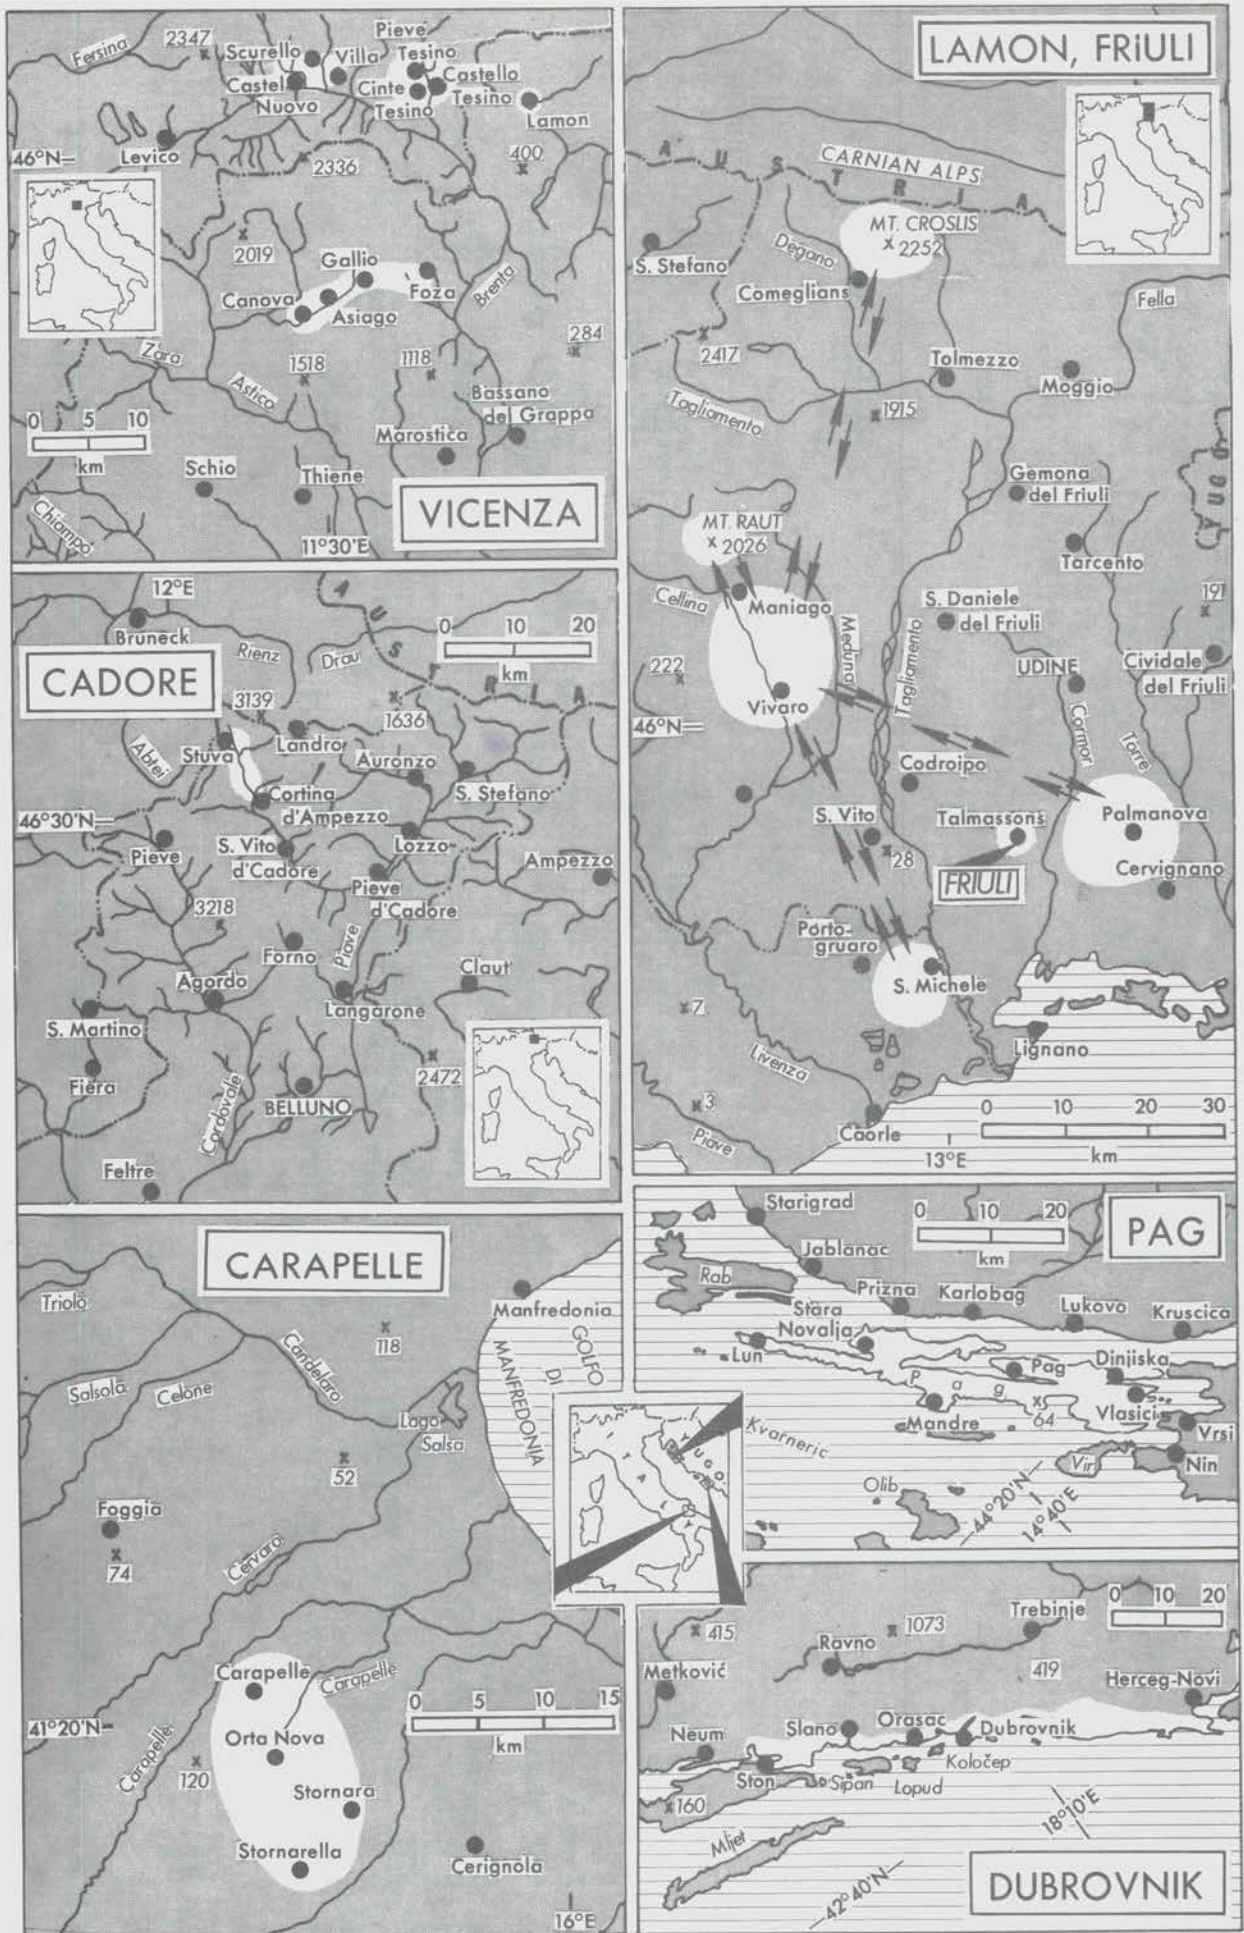 Fersina
2347
Scurello
Villa
Pieve
Tesino
Castel
Nuovo
Cinte
Tesino
Castello
Tesino
Lamon
Levico
46°N
2336
400
2019
Gallio
Foza
Brenta
Canova
Asiago
284
Zara
1518
1118
Astico
Bassano
del Grappa
0 5 10
km
Marostica
Schio
Thiene
Chiampo
VICENZA
11°30'E
LAMON, FRIULI
AUSTRIA
CARNIAN ALPS
MT. CROSLIS
2252
S. Stefano
Degano
Comeglians
Fella
2417
Tolmezzo
Moggio
Tagliamento
1915
YUGO
Gemona
del Friuli
MT. RAUT
2026
Tarcento
Cellina
Maniago
Meduna
S. Daniele
del Friuli
191
222
Tagliamento
UDINE
Cividale
del Friuli
Vivaro
46°N
Cormor
Torre
Codroipo
S. Vito
28
Talmassons
Palmanova
FRIULI
Cervignano
Porto-
gruaro
S. Michele
7
Livenza
Lignano
3
Piave
Caorle
0 10 20 30
km
13°E
12°E
Bruneck
AUSTRIA
0 10 20
km
Rienz
Drau
CADORE
3139
1636
Stuva
Landro
Abtei
Auronzo
S. Stefano
Cortina
d'Ampezzo
46°30'N
Pieve
S. Vito
d'Cadore
Lozzo
Ampezzo
Pieve
d'Cadore
3218
Forno
Piave
Claut
Agordo
Langarone
S. Martino
Fiera
2472
Cordovale
BELLUNO
Feltre
CARAPELLE
Triolo
Manfredonia
118
GOLFO
DI
MANFREDONIA
Candelaro
Salsola
Celone
Lago
Salsa
52
Foggia
74
Cervaro
Carapelle
Carapelle
0 5 10 15
km
41°20'N
Orta Nova
Carapelle
120
Stornara
Stornarella
Cerignola
16°E
ITALY
YUGO.
Starigrad
0 10 20
km
PAG
Jablanac
Rab
Prizna
Karlobag
Lukovo
Kruscica
Stara
Novalja
Lun
Pag
Dinjiska
Pag
Mandre
64
Vlasici
Vrsi
Kvarneric
Vir
Nin
Olib
44°20'N
14°40'E
415
1073
Trebinje
0 10 20
Ravno
Metković
419
Herceg-Novi
Neum
Slano
Orasac
Dubrovnik
Ston
Sipan
Lopud
Koločep
160
Mljet
18°10'E
42°40'N
DUBROVNIK